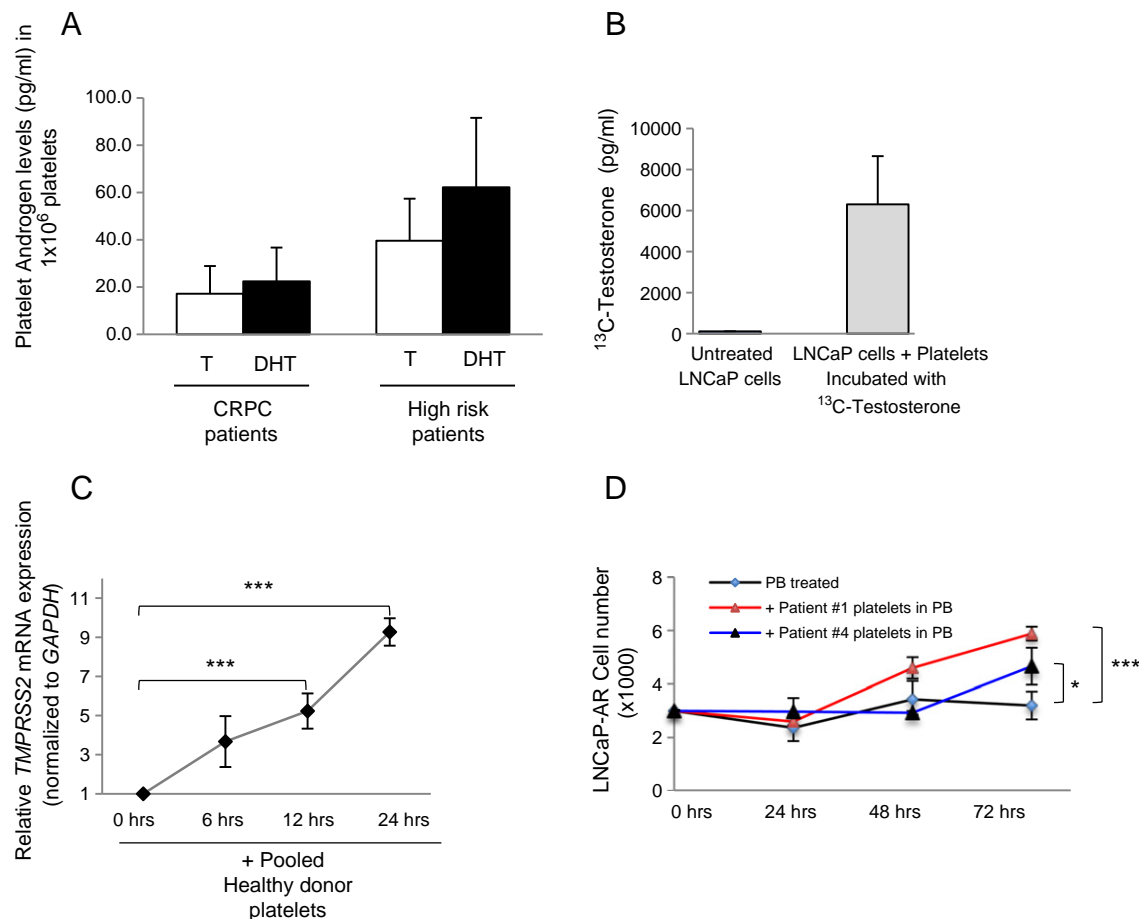 A
Platelet Androgen levels (pg/ml) in
1x10⁶ platelets
100.0
80.0
60.0
40.0
20.0
0.0
T
DHT
T
DHT
CRPC
patients
High risk
patients
B
¹³C-Testosterone (pg/ml)
10000
8000
6000
4000
2000
0
Untreated
LNCaP cells
LNCaP cells + Platelets
Incubated with
¹³C-Testosterone
C
Relative TMPRSS2 mRNA expression
(normalized to GAPDH)
11
9
7
5
3
1
***
***
0 hrs
6 hrs
12 hrs
24 hrs
+ Pooled
Healthy donor
platelets
D
LNCaP-AR Cell number
(x1000)
8
6
4
2
0
PB treated
+ Patient #1 platelets in PB
+ Patient #4 platelets in PB
*
***
0 hrs
24 hrs
48 hrs
72 hrs